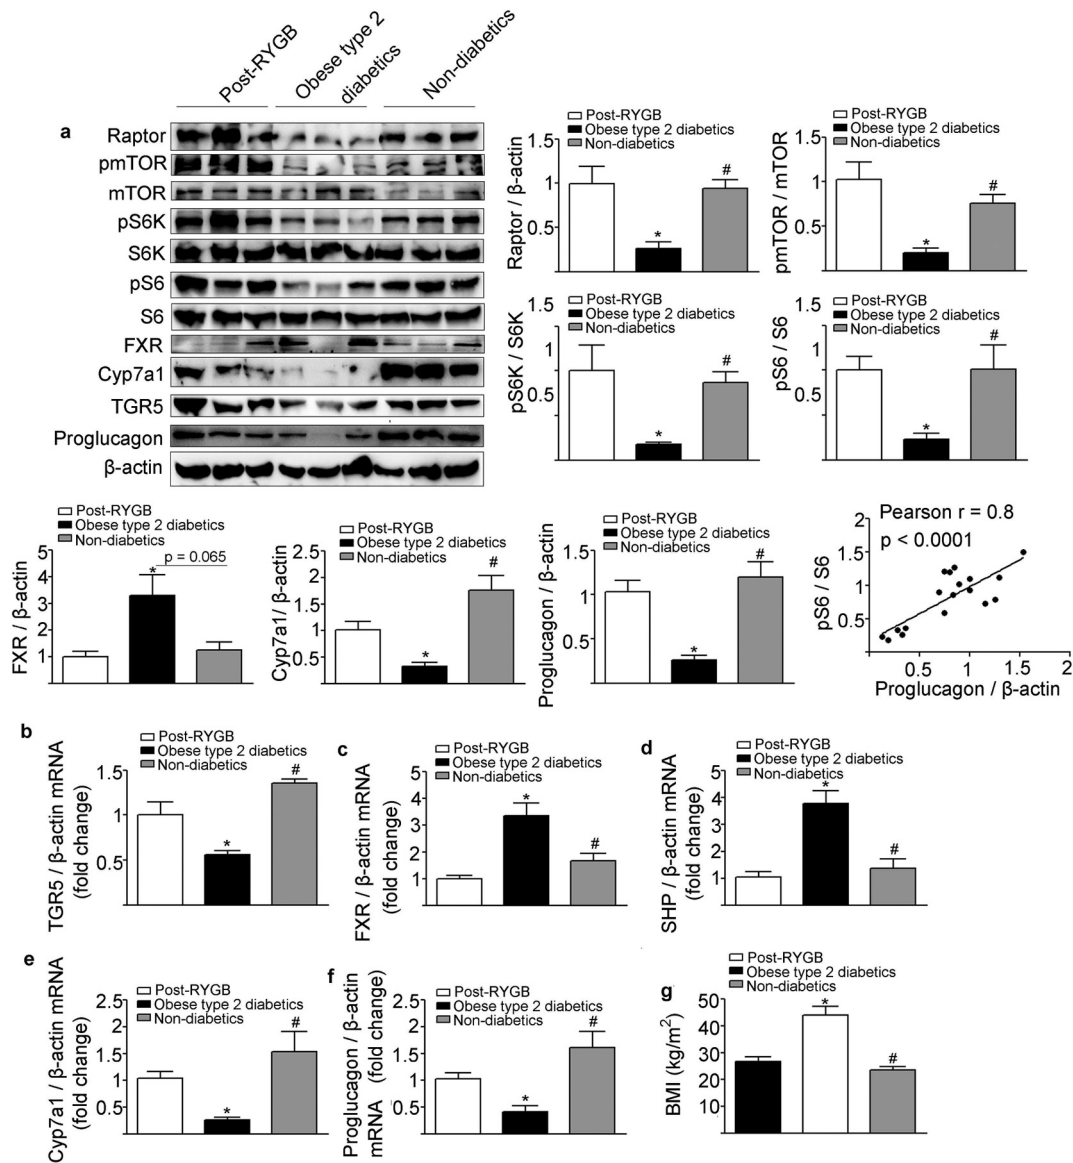 Post-RYGB
Obese type 2
diabetics
Non-diabetics
a
Raptor
pmTOR
mTOR
pS6K
S6K
pS6
S6
FXR
Cyp7a1
TGR5
Proglucagon
β-actin
Post-RYGB
Obese type 2 diabetics
Non-diabetics
Raptor / β-actin
1.5
1
0.5
*
#
Post-RYGB
Obese type 2 diabetics
Non-diabetics
pmTOR / mTOR
1.5
1
0.5
*
#
Post-RYGB
Obese type 2 diabetics
Non-diabetics
pS6K / S6K
1.5
1
0.5
*
#
Post-RYGB
Obese type 2 diabetics
Non-diabetics
pS6 / S6
1.5
1
0.5
*
#
Post-RYGB
Obese type 2 diabetics
Non-diabetics
FXR / β-actin
5
4
3
2
1
*
p = 0.065
Post-RYGB
Obese type 2 diabetics
Non-diabetics
Cyp7a1/ β-actin
2.5
2
1.5
1
0.5
*
#
Post-RYGB
Obese type 2 diabetics
Non-diabetics
Proglucagon / β-actin
1.5
1
0.5
*
#
Pearson r = 0.8
p < 0.0001
pS6 / S6
2
1.5
1
0.5
0.5
1
1.5
2
Proglucagon / β-actin
b
Post-RYGB
Obese type 2 diabetics
Non-diabetics
TGR5 / β-actin mRNA
(fold change)
1.5
1
0.5
*
#
c
Post-RYGB
Obese type 2 diabetics
Non-diabetics
FXR / β-actin mRNA
(fold change)
5
4
3
2
1
*
#
d
Post-RYGB
Obese type 2 diabetics
Non-diabetics
SHP / β-actin mRNA
(fold change)
5
4
3
2
1
*
#
e
Post-RYGB
Obese type 2 diabetics
Non-diabetics
Cyp7a1 / β-actin mRNA
(fold change)
2.5
2
1.5
1
0.5
*
#
f
Post-RYGB
Obese type 2 diabetics
Non-diabetics
Proglucagon / β-actin
mRNA (fold change)
2.5
2
1.5
1
0.5
*
#
g
Post-RYGB
Obese type 2 diabetics
Non-diabetics
BMI (kg/m²)
50
40
30
20
10
*
#